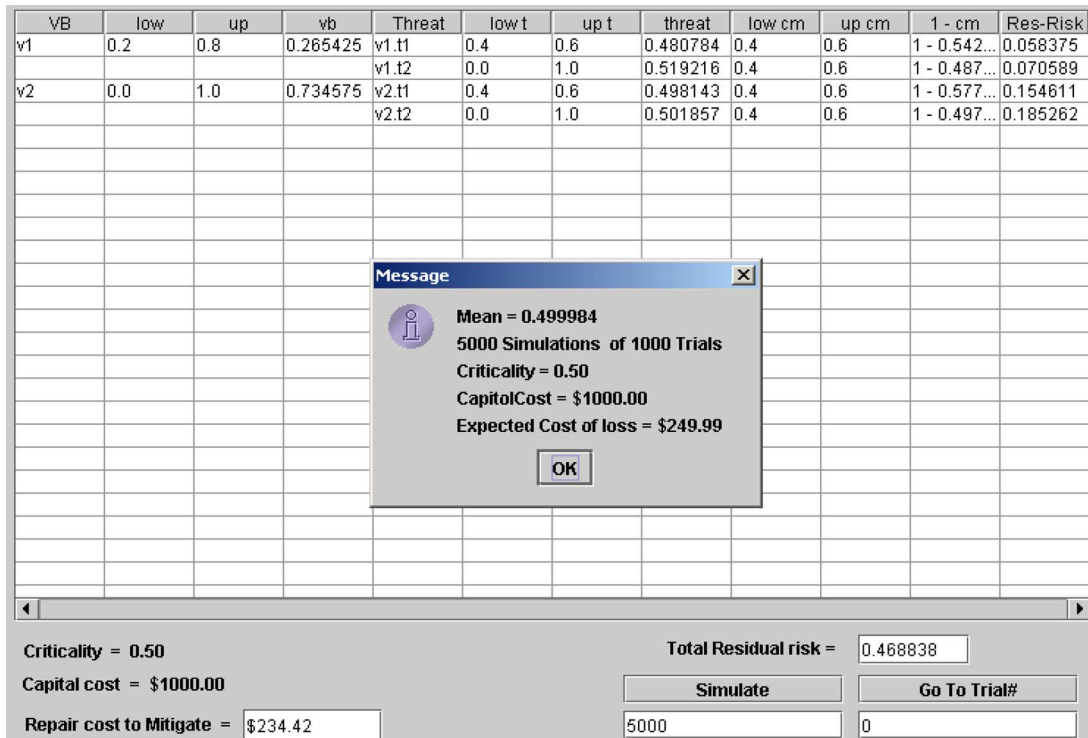 VB low up vb Threat low t up t threat low cm up cm 1 - cm Res-Risk
v1 0.2 0.8 0.265425 v1.t1 0.4 0.6 0.480784 0.4 0.6 1 - 0.542... 0.058375
v1.t2 0.0 1.0 0.519216 0.4 0.6 1 - 0.487... 0.070589
v2 0.0 1.0 0.734575 v2.t1 0.4 0.6 0.498143 0.4 0.6 1 - 0.577... 0.154611
v2.t2 0.0 1.0 0.501857 0.4 0.6 1 - 0.497... 0.185262
Message
Mean = 0.499984
5000 Simulations of 1000 Trials
Criticality = 0.50
CapitolCost = $1000.00
Expected Cost of loss = $249.99
OK
Criticality = 0.50 Total Residual risk = 0.468838
Capital cost = $1000.00 Simulate Go To Trial#
Repair cost to Mitigate = $234.42 5000 0